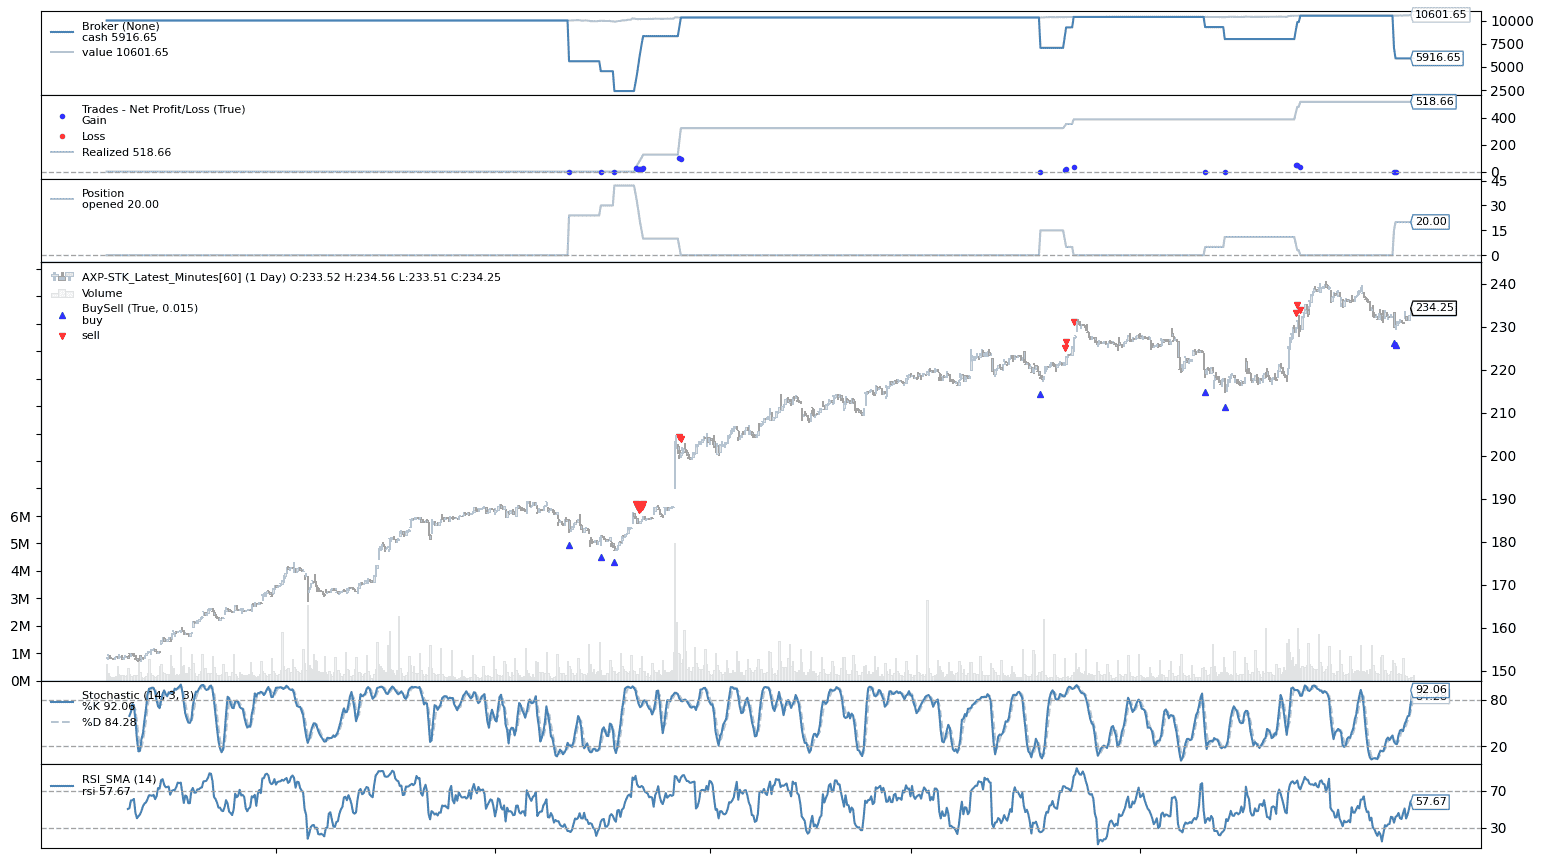 Broker (None)
cash 5916.65
value 10601.65
10601.65
10000
7500
5916.65
5000
2500
Trades - Net Profit/Loss (True)
Gain
Loss
Realized 518.66
518.66
400
200
0
Position
opened 20.00
45
30
20.00
15
0
AXP-STK_Latest_Minutes[60] (1 Day) O:233.52 H:234.56 L:233.51 C:234.25
Volume
BuySell (True, 0.015)
buy
sell
240
234.25
230
220
210
200
190
180
170
160
150
6M
5M
4M
3M
2M
1M
0M
Stochastic (14, 3, 3)
%K 92.06
%D 84.28
92.06
80
20
RSI_SMA (14)
rsi 57.67
70
57.67
30